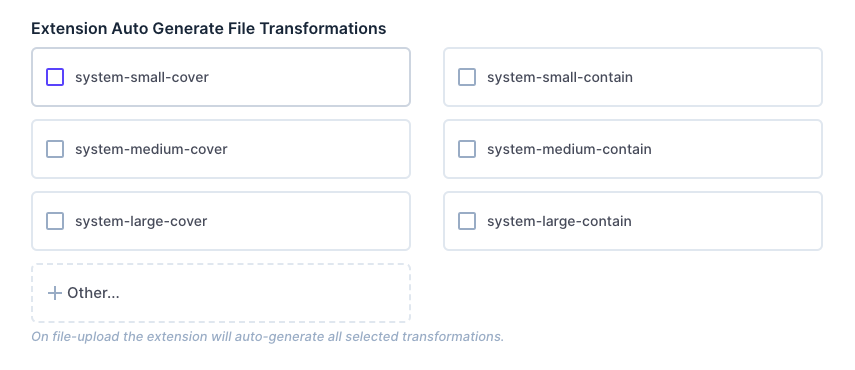 Extension Auto Generate File Transformations
system-small-cover
system-small-contain
system-medium-cover
system-medium-contain
system-large-cover
system-large-contain
Other...
On file-upload the extension will auto-generate all selected transformations.